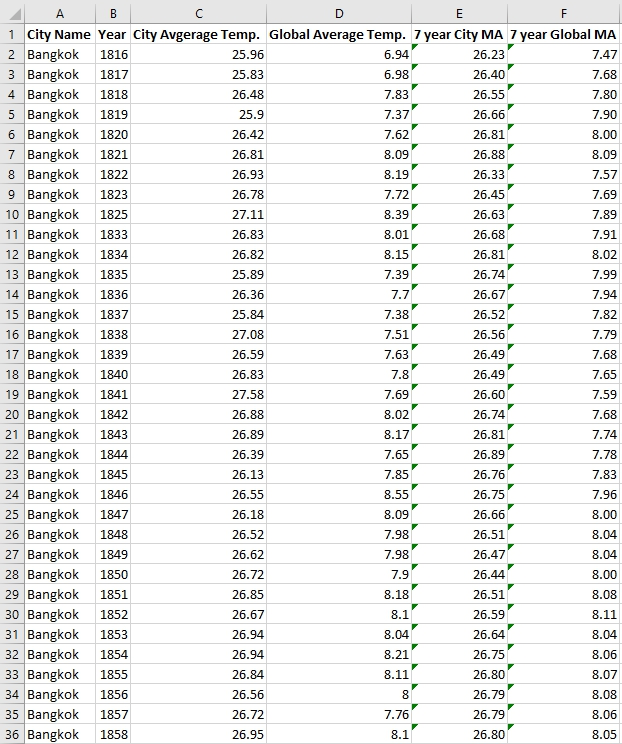 A B C D E F
1 City Name Year City Avgerage Temp. Global Average Temp. 7 year City MA 7 year Global MA
2 Bangkok 1816 25.96 6.94 26.23 7.47
3 Bangkok 1817 25.83 6.98 26.40 7.68
4 Bangkok 1818 26.48 7.83 26.55 7.80
5 Bangkok 1819 25.9 7.37 26.66 7.90
6 Bangkok 1820 26.42 7.62 26.81 8.00
7 Bangkok 1821 26.81 8.09 26.88 8.09
8 Bangkok 1822 26.93 8.19 26.33 7.57
9 Bangkok 1823 26.78 7.72 26.45 7.69
10 Bangkok 1825 27.11 8.39 26.63 7.89
11 Bangkok 1833 26.83 8.01 26.68 7.91
12 Bangkok 1834 26.82 8.15 26.81 8.02
13 Bangkok 1835 25.89 7.39 26.74 7.99
14 Bangkok 1836 26.36 7.7 26.67 7.94
15 Bangkok 1837 25.84 7.38 26.52 7.82
16 Bangkok 1838 27.08 7.51 26.56 7.79
17 Bangkok 1839 26.59 7.63 26.49 7.68
18 Bangkok 1840 26.83 7.8 26.49 7.65
19 Bangkok 1841 27.58 7.69 26.60 7.59
20 Bangkok 1842 26.88 8.02 26.74 7.68
21 Bangkok 1843 26.89 8.17 26.81 7.74
22 Bangkok 1844 26.39 7.65 26.89 7.78
23 Bangkok 1845 26.13 7.85 26.76 7.83
24 Bangkok 1846 26.55 8.55 26.75 7.96
25 Bangkok 1847 26.18 8.09 26.66 8.00
26 Bangkok 1848 26.52 7.98 26.51 8.04
27 Bangkok 1849 26.62 7.98 26.47 8.04
28 Bangkok 1850 26.72 7.9 26.44 8.00
29 Bangkok 1851 26.85 8.18 26.51 8.08
30 Bangkok 1852 26.67 8.1 26.59 8.11
31 Bangkok 1853 26.94 8.04 26.64 8.04
32 Bangkok 1854 26.94 8.21 26.75 8.06
33 Bangkok 1855 26.84 8.11 26.80 8.07
34 Bangkok 1856 26.56 8 26.79 8.08
35 Bangkok 1857 26.72 7.76 26.79 8.06
36 Bangkok 1858 26.95 8.1 26.80 8.05